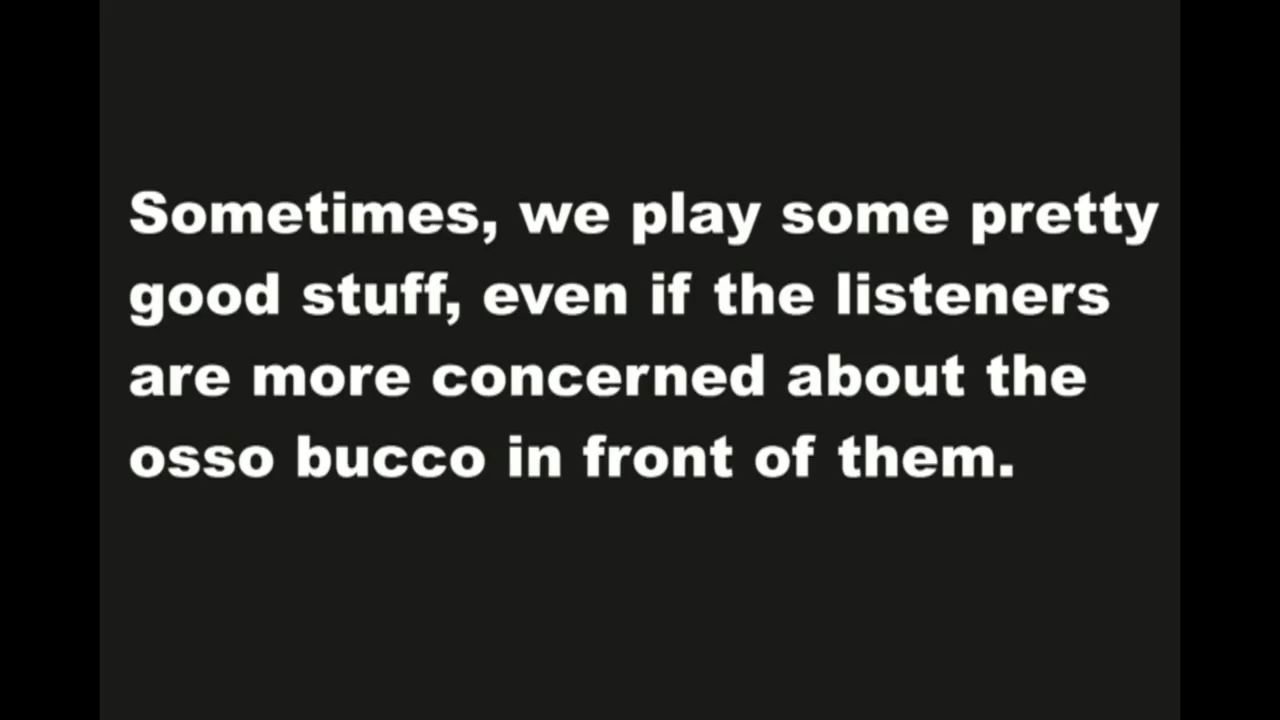 Sometimes, we play some pretty
good stuff, even if the listeners
are more concerned about the
osso bucco in front of them.